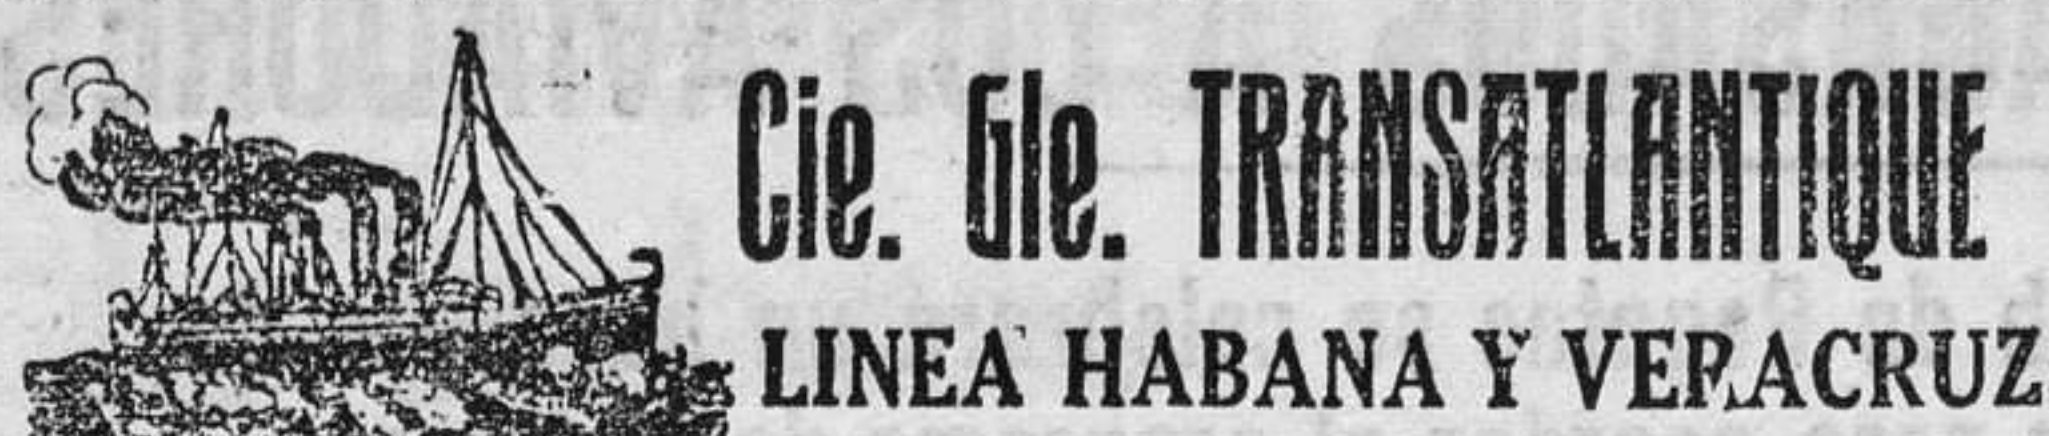 Cie. Gle. TRANSATLANTIQUE
LINEA HABANA Y VERACRUZ